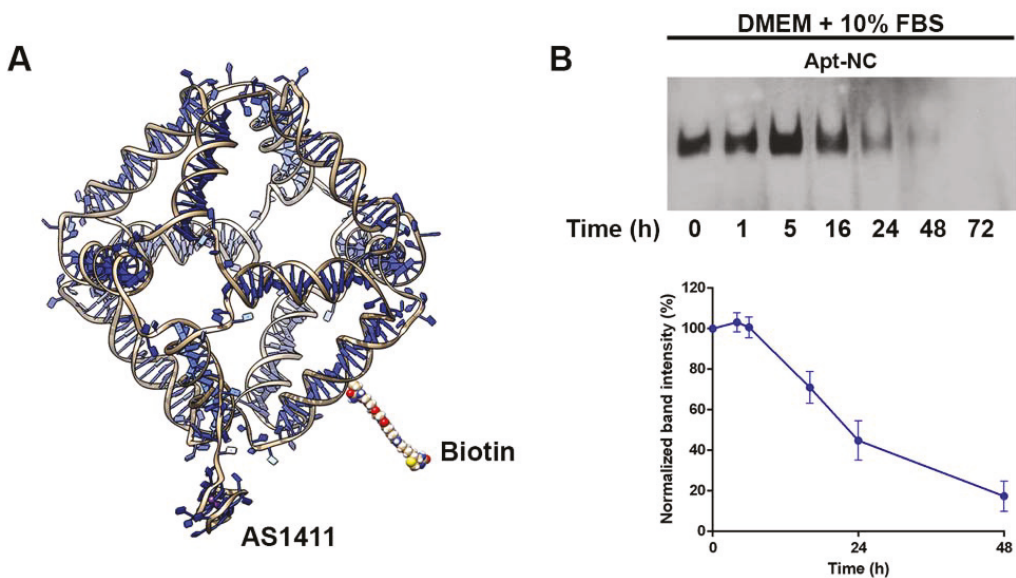 A
AS1411
Biotin
B
DMEM + 10% FBS
Apt-NC
Time (h) 0 1 5 16 24 48 72
Normalized band intensity (%)
120
100
80
60
40
20
0
0 24 48
Time (h)